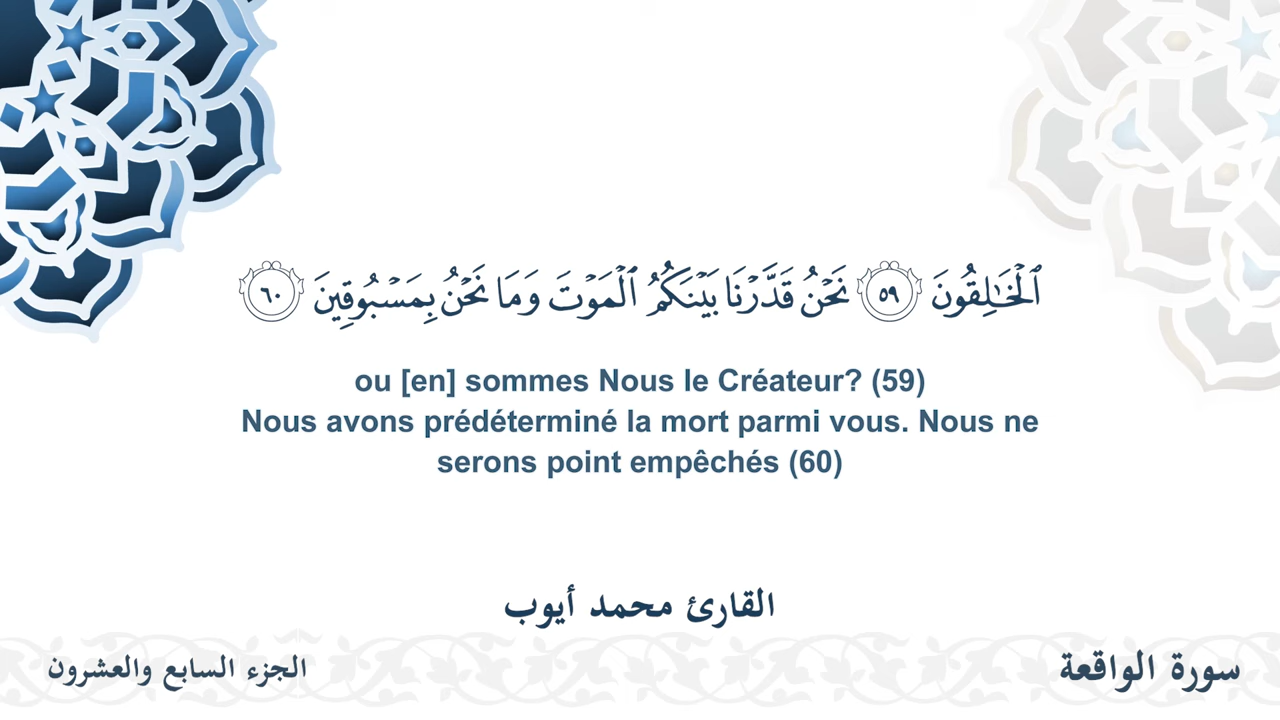 ٱلۡخَٰلِقُونَ ٥٩ نَحۡنُ قَدَّرۡنَا بَيۡنَكُمُ ٱلۡمَوۡتَ وَمَا نَحۡنُ بِمَسۡبُوقِينَ ٦٠
ou [en] sommes Nous le Créateur? (59)
Nous avons prédéterminé la mort parmi vous. Nous ne
serons point empêchés (60)
القارئ محمد أيوب
سورة الواقعة
الجزء السابع والعشرون